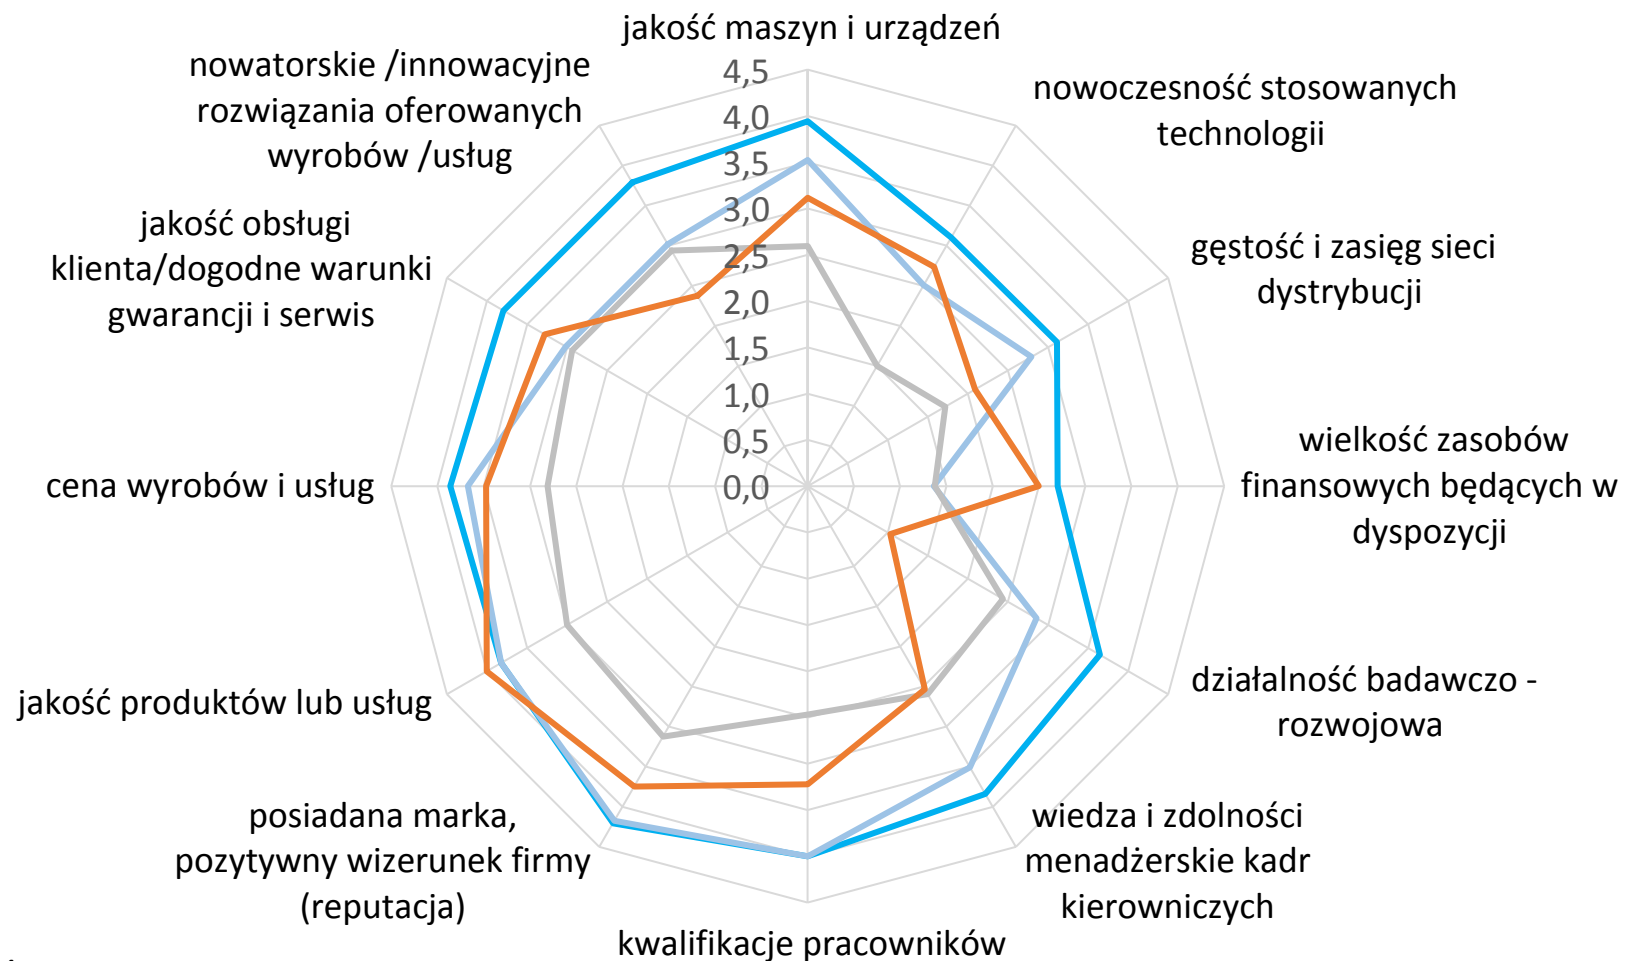 jakość maszyn i urządzeń
nowoczesność stosowanych
technologii
gęstość i zasięg sieci
dystrybucji
wielkość zasobów
finansowych będących w
dyspozycji
działalność badawczo -
rozwojowa
wiedza i zdolności
menadżerskie kadr
kierowniczych
kwalifikacje pracowników
posiadana marka,
pozytywny wizerunek firmy
(reputacja)
jakość produktów lub usług
cena wyrobów i usług
jakość obsługi
klienta/dogodne warunki
gwarancji i serwis
nowatorskie /innowacyjne
rozwiązania oferowanych
wyrobów /usług
4,5
4,0
3,5
3,0
2,5
2,0
1,5
1,0
0,5
0,0